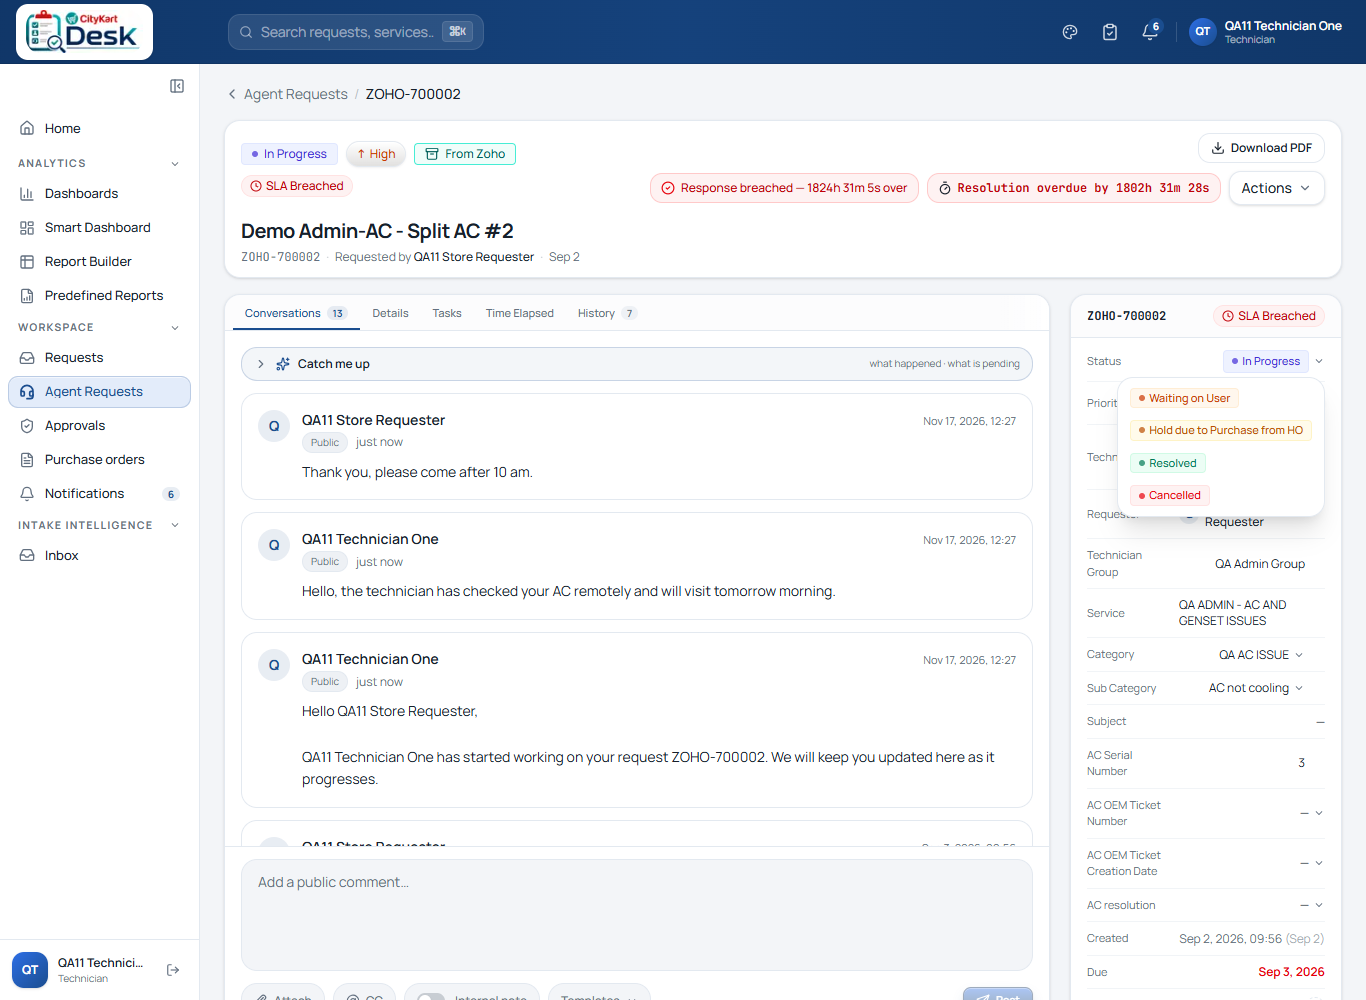 CityKart
Desk
Search requests, services..
⌘K
6
QT
QA11 Technician One
Technician
Home
ANALYTICS
Dashboards
Smart Dashboard
Report Builder
Predefined Reports
WORKSPACE
Requests
Agent Requests
Approvals
Purchase orders
Notifications
6
INTAKE INTELLIGENCE
Inbox
QT
QA11 Technici...
Technician
Agent Requests / ZOHO-700002
In Progress
↑ High
From Zoho
Download PDF
SLA Breached
Response breached — 1824h 31m 5s over
Resolution overdue by 1802h 31m 28s
Actions
Demo Admin-AC - Split AC #2
ZOHO-700002 · Requested by QA11 Store Requester · Sep 2
Conversations 13
Details
Tasks
Time Elapsed
History 7
Catch me up
what happened · what is pending
Q
QA11 Store Requester
Nov 17, 2026, 12:27
Public
just now
Thank you, please come after 10 am.
Q
QA11 Technician One
Nov 17, 2026, 12:27
Public
just now
Hello, the technician has checked your AC remotely and will visit tomorrow morning.
Q
QA11 Technician One
Nov 17, 2026, 12:27
Public
just now
Hello QA11 Store Requester,
QA11 Technician One has started working on your request ZOHO-700002. We will keep you updated here as it
progresses.
QA11 Store Requester
Add a public comment...
Attach
CC
Internal note
Templates
Post
ZOHO-700002
SLA Breached
Status
In Progress
Waiting on User
Hold due to Purchase from HO
Resolved
Cancelled
Requester
Technician
Group
QA Admin Group
Service
QA ADMIN - AC AND
GENSET ISSUES
Category
QA AC ISSUE
Sub Category
AC not cooling
Subject
—
AC Serial
Number
3
AC OEM Ticket
Number
—
AC OEM Ticket
Creation Date
—
AC resolution
—
Created
Sep 2, 2026, 09:56 (Sep 2)
Due
Sep 3, 2026